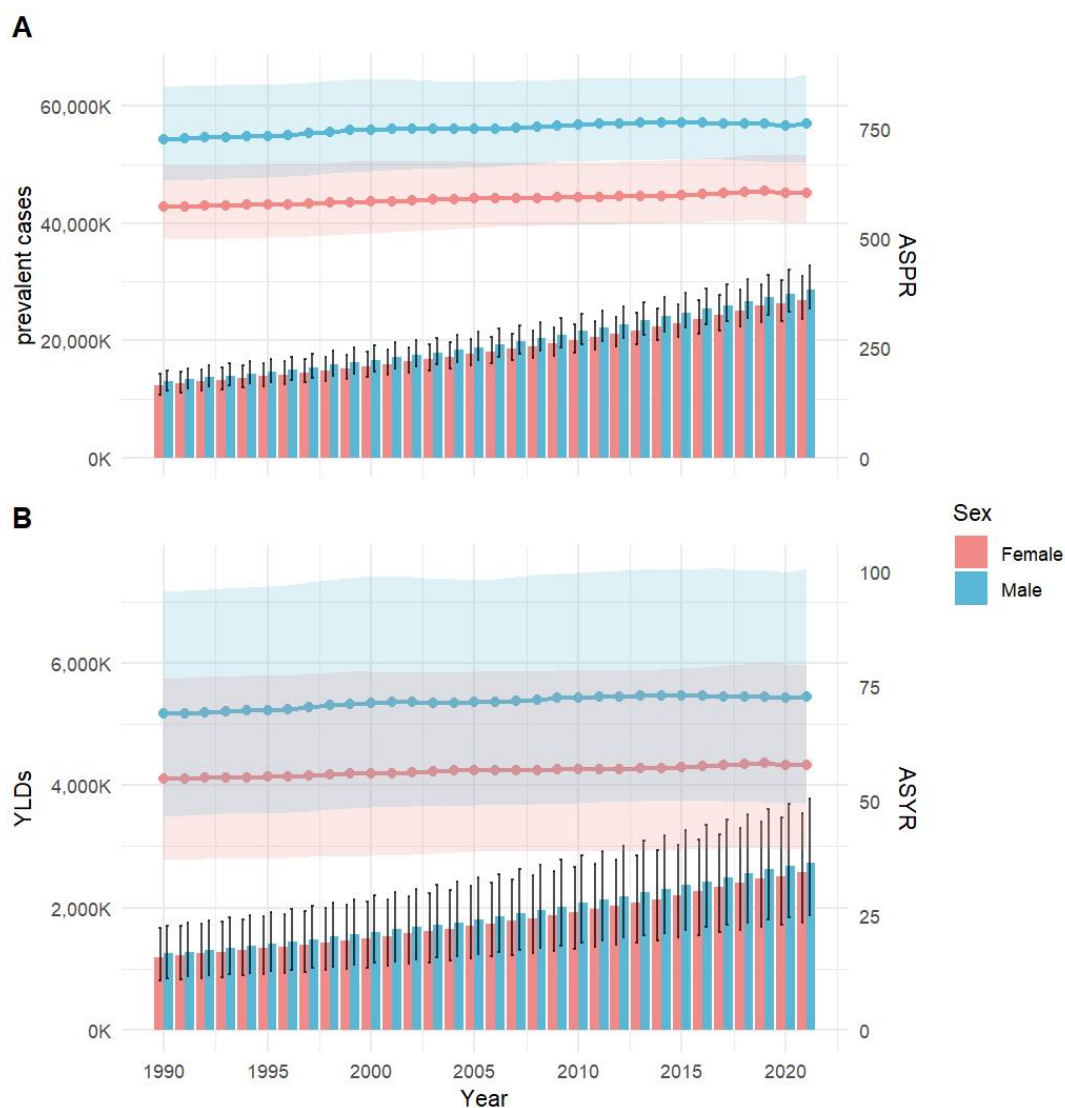 A
60,000K
40,000K
20,000K
0K
prevalent cases
750
500
250
0
ASPR
B
6,000K
4,000K
2,000K
0K
YLDs
100
75
50
25
0
ASYR
1990 1995 2000 2005 2010 2015 2020
Year
Sex
Female
Male